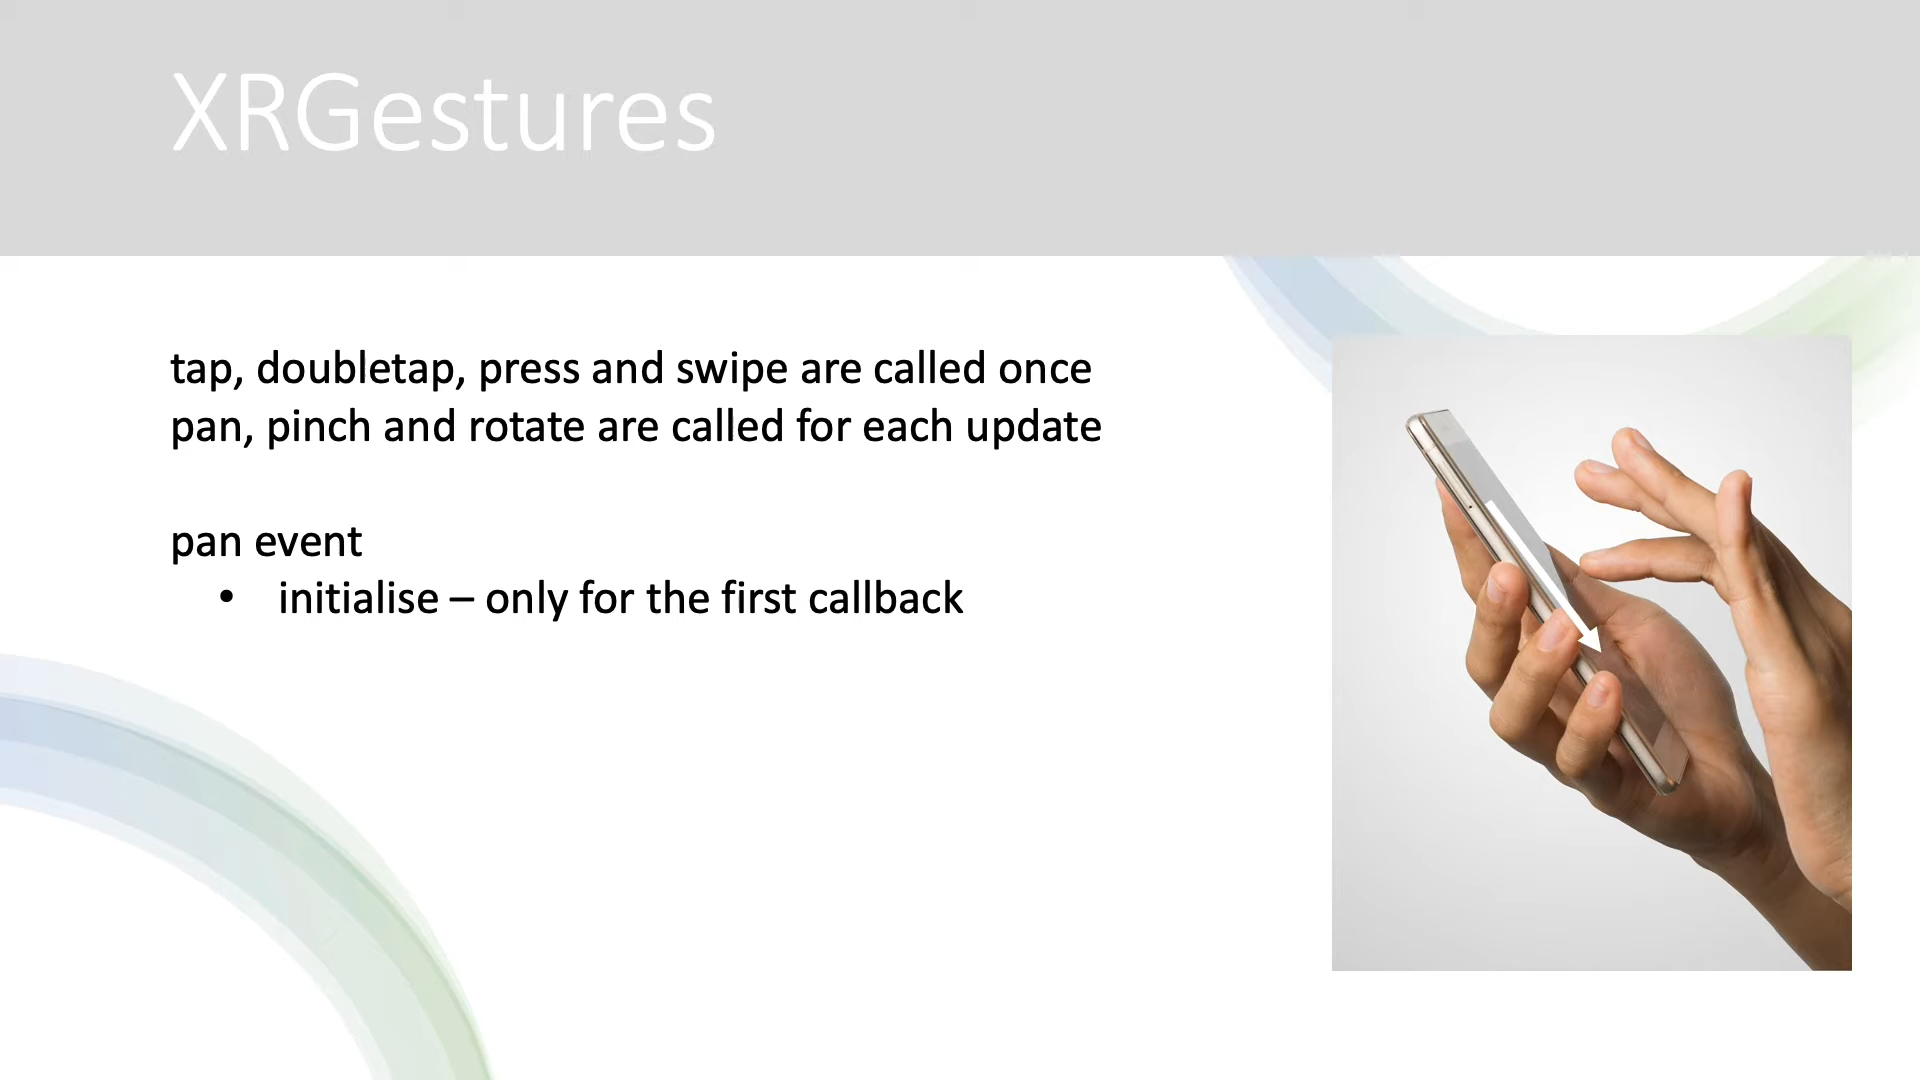 XRGestures
tap, doubletap, press and swipe are called once
pan, pinch and rotate are called for each update
pan event
• initialise – only for the first callback